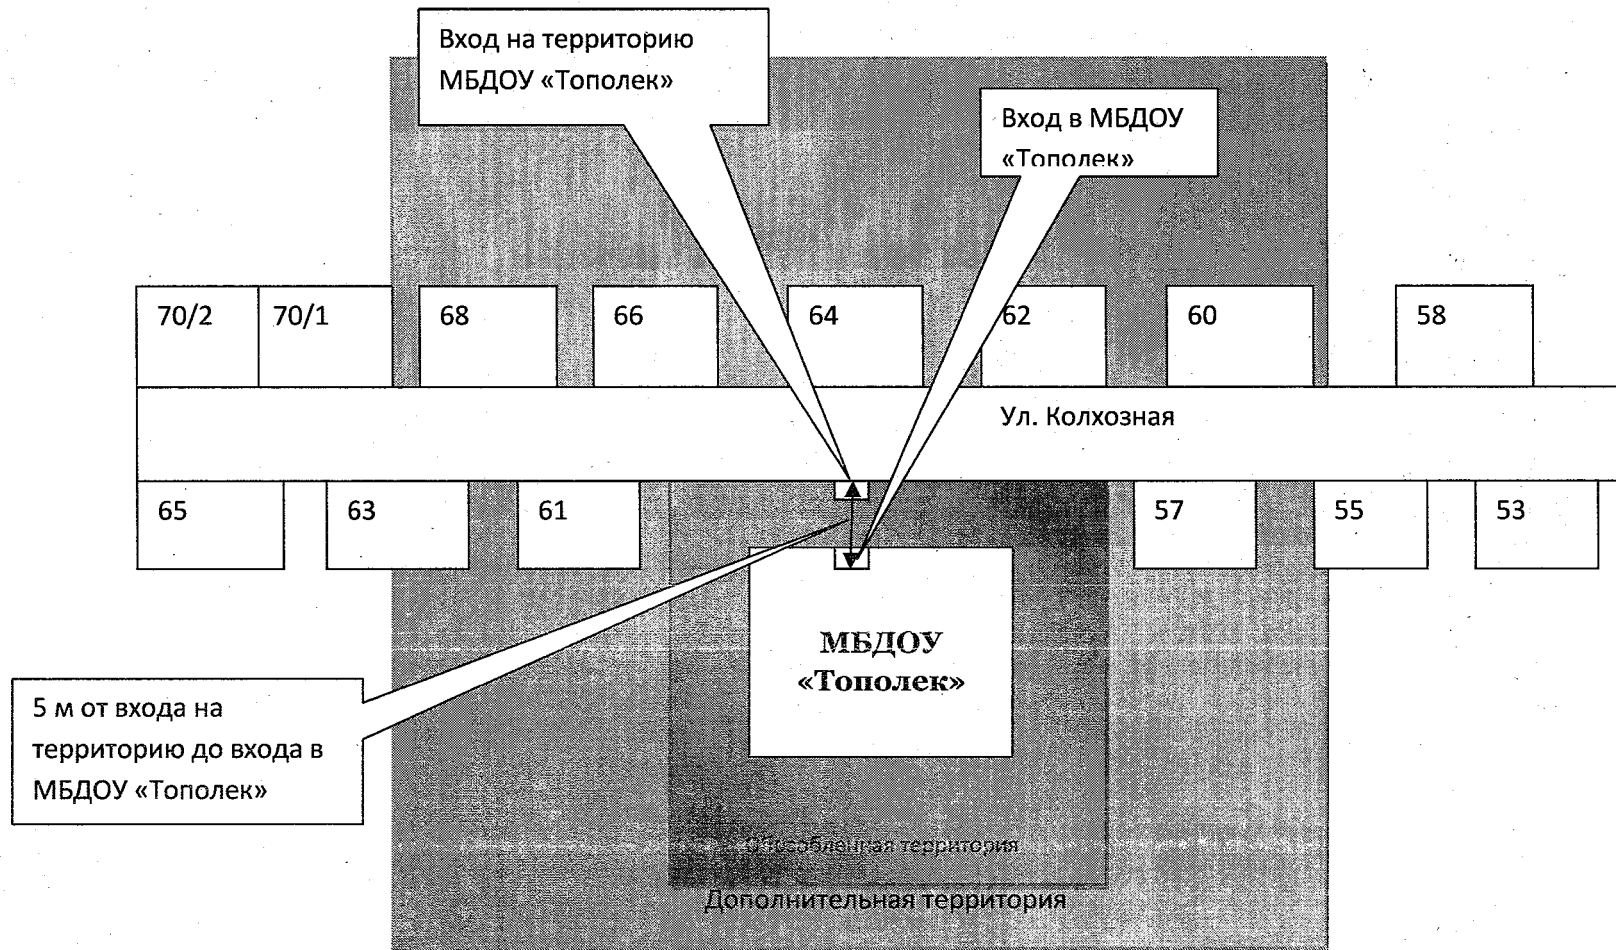 Вход на территорию
МБДОУ «Тополек»
Вход в МБДОУ
«Тополек»
70/2
70/1
68
66
64
62
60
58
Ул. Колхозная
65
63
61
57
55
53
МБДОУ
«Тополек»
5 м от входа на
территорию до входа в
МБДОУ «Тополек»
Обособленная территория
Дополнительная территория